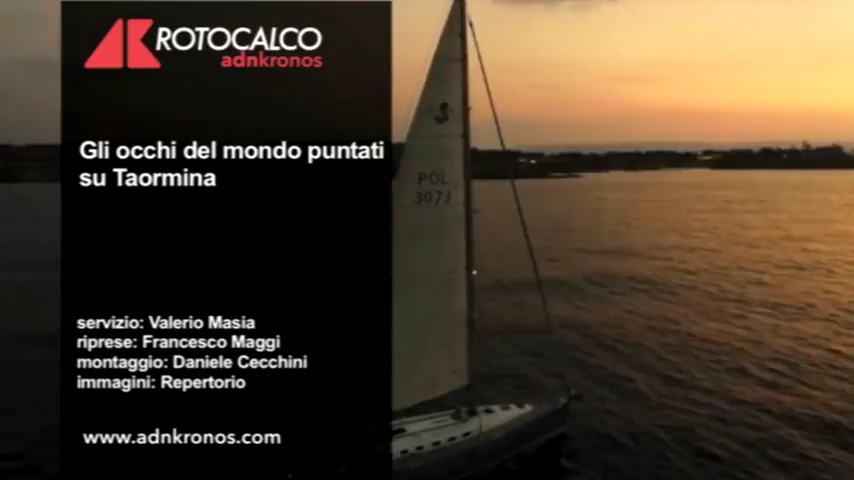 ROTOCALCO
adnkronos
Gli occhi del mondo puntati
su Taormina
POL
3073
servizio: Valerio Masia
riprese: Francesco Maggi
montaggio: Daniele Cecchini
immagini: Repertorio
www.adnkronos.com